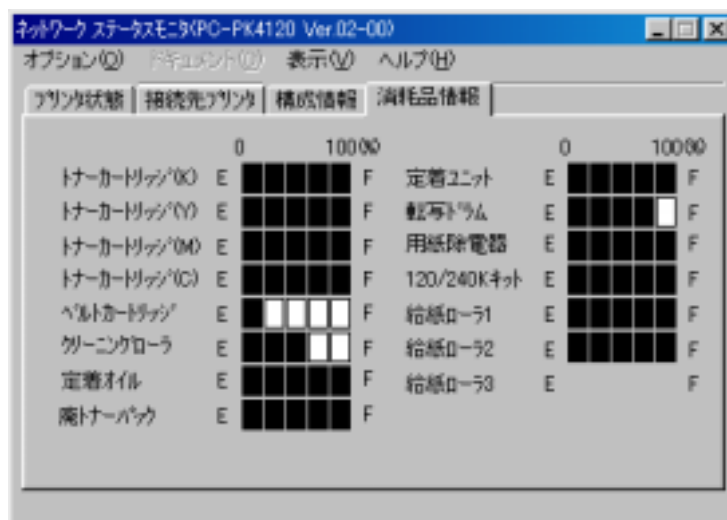 ネットワーク ステータスモニタ(PC-PK4120 Ver.02-00)
オプション(O) ドキュメント(D) 表示(V) ヘルプ(H)
プリンタ状態 接続先プリンタ 構成情報 消耗品情報
0 100(%) 0 100(%)
トナーカートリッジ(K) E F 定着ユニット E F
トナーカートリッジ(Y) E F 転写ドラム E F
トナーカートリッジ(M) E F 用紙除電器 E F
トナーカートリッジ(C) E F 120/240Kキット E F
ベルトカートリッジ E F 給紙ローラ1 E F
クリーニングローラ E F 給紙ローラ2 E F
定着オイル E F 給紙ローラ3 E F
廃トナーパック E F